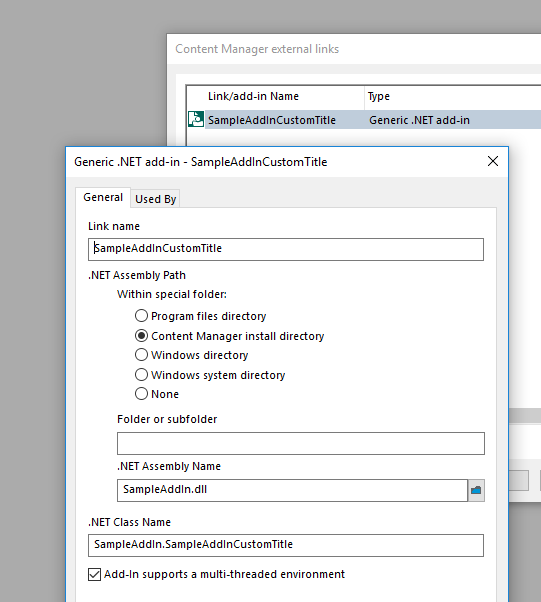 Content Manager external links
Link/add-in Name Type
SampleAddInCustomTitle Generic .NET add-in
Generic .NET add-in - SampleAddInCustomTitle
General Used By
Link name
SampleAddInCustomTitle
.NET Assembly Path
Within special folder:
Program files directory
Content Manager install directory
Windows directory
Windows system directory
None
Folder or subfolder
.NET Assembly Name
SampleAddIn.dll
.NET Class Name
SampleAddIn.SampleAddInCustomTitle
Add-In supports a multi-threaded environment